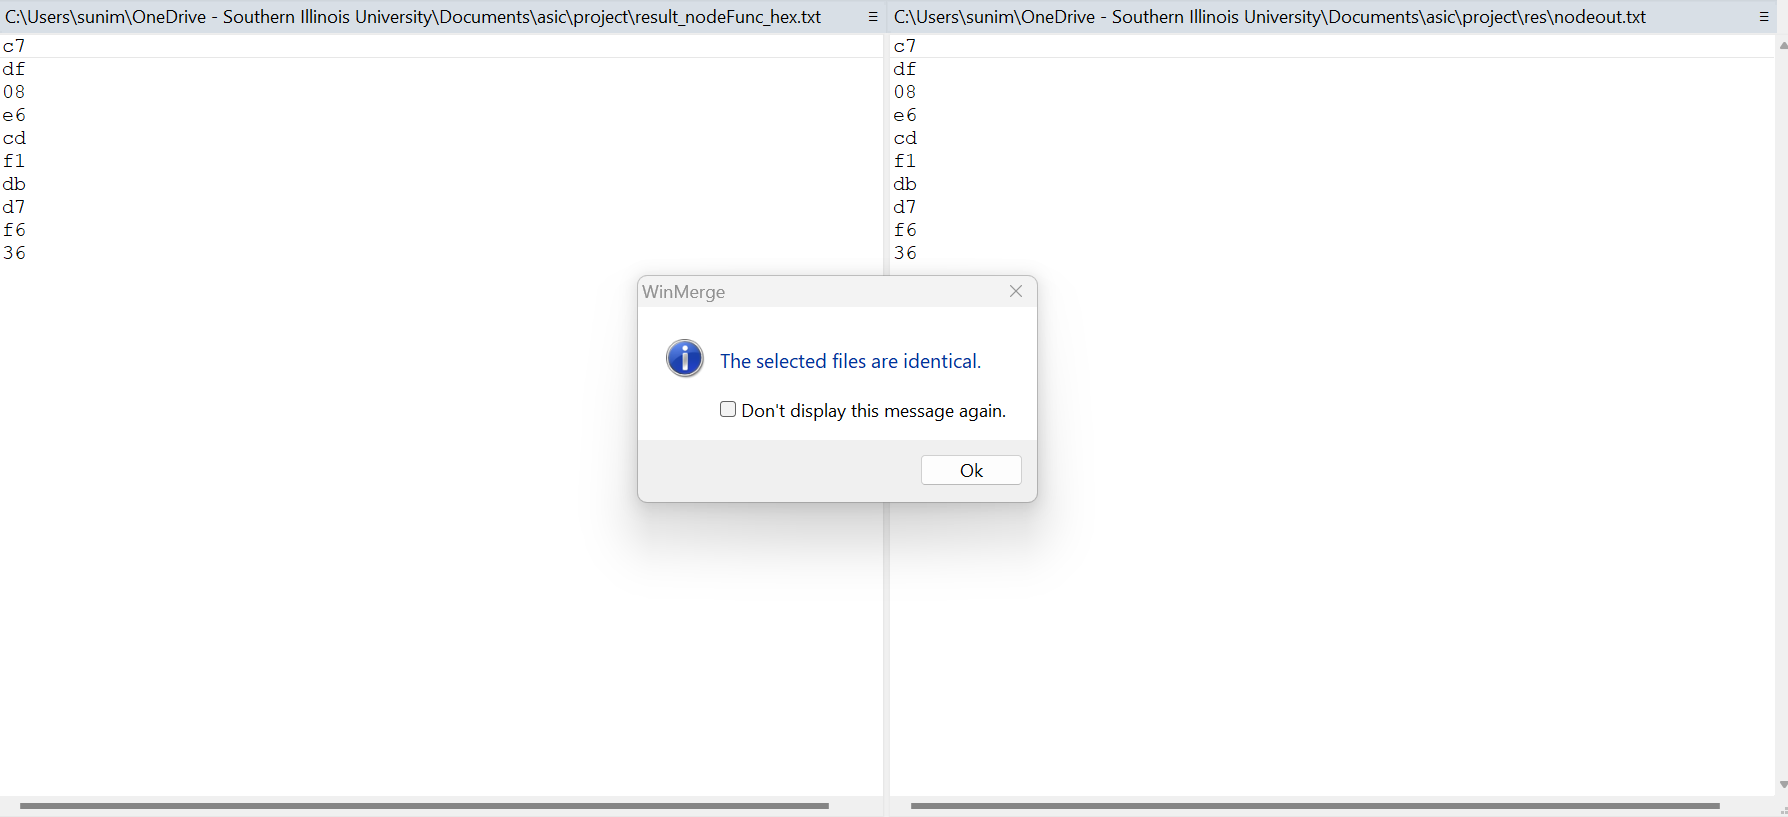 C:\Users\sunim\OneDrive - Southern Illinois University\Documents\asic\project\result_nodeFunc_hex.txt
c7
df
08
e6
cd
f1
db
d7
f6
36
C:\Users\sunim\OneDrive - Southern Illinois University\Documents\asic\project\res\nodeout.txt
c7
df
08
e6
cd
f1
db
d7
f6
36
WinMerge
The selected files are identical.
Don't display this message again.
Ok